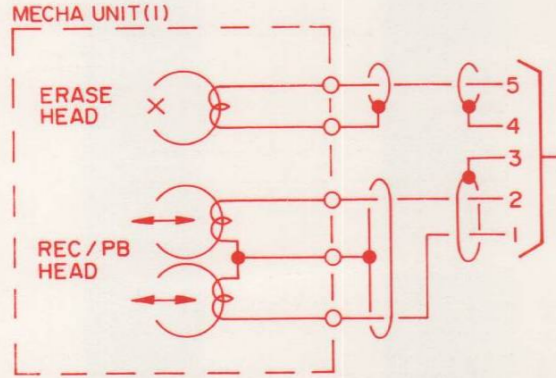 MECHA UNIT(1)
ERASE
HEAD
REC/PB
HEAD
5
4
3
2
1